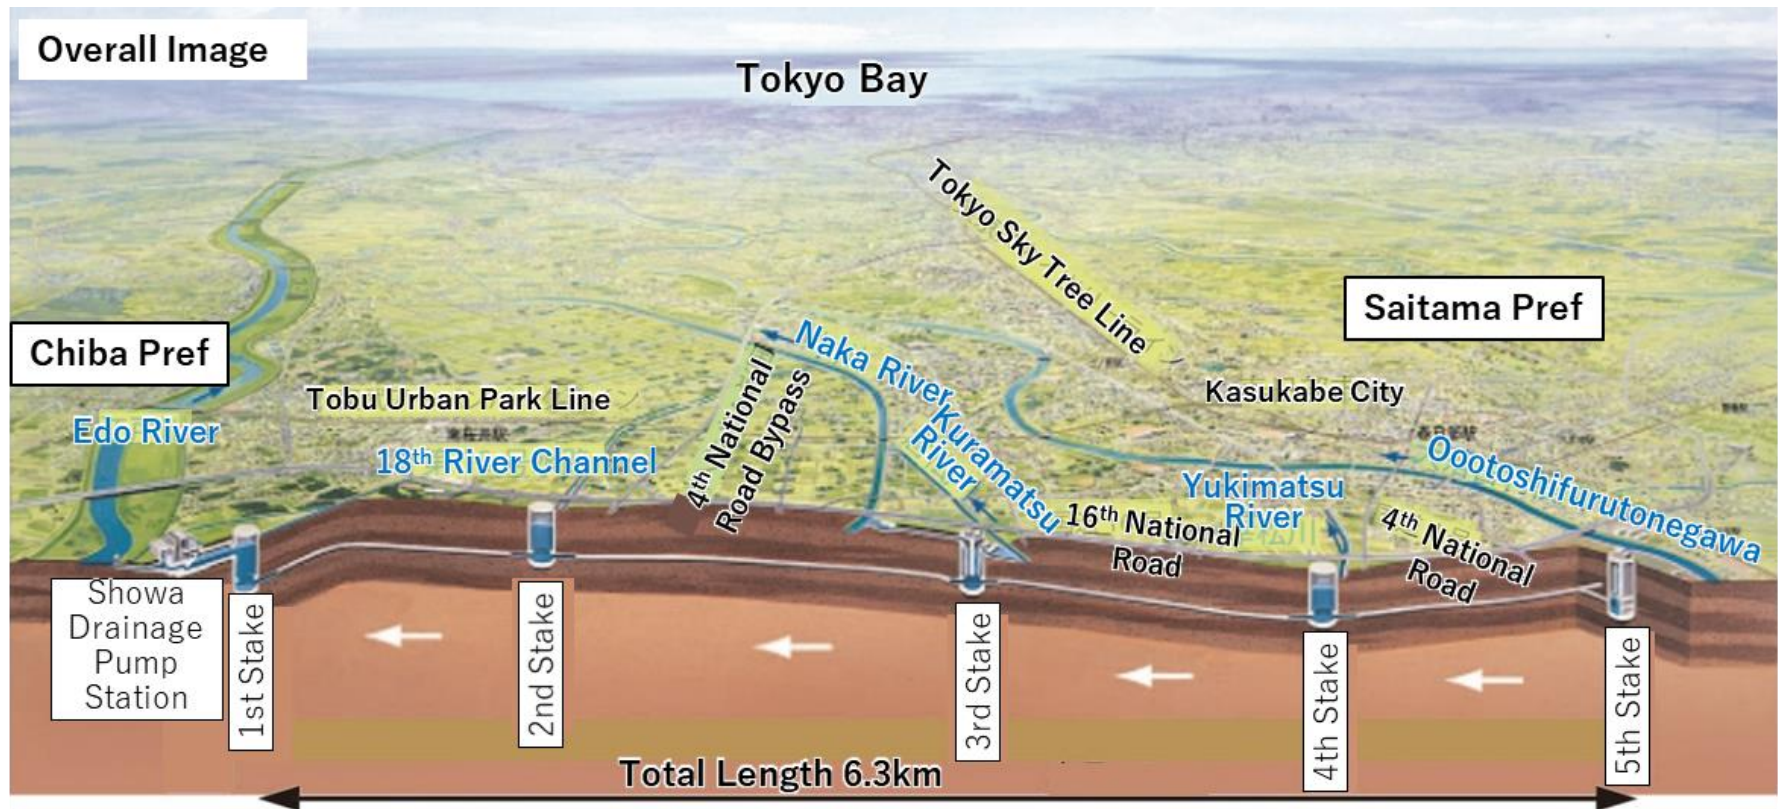 Overall Image
Tokyo Bay
Tokyo Sky Tree Line
Saitama Pref
Chiba Pref
Naka River
Kasukabe City
Tobu Urban Park Line
Edo River
18th River Channel
4th National
Road Bypass
Kuramatsu
River
Yukimatsu
River
Oootoshifurutonegawa
16th National
Road
4th National
Road
Showa
Drainage
Pump
Station
1st Stake
2nd Stake
3rd Stake
4th Stake
5th Stake
Total Length 6.3km